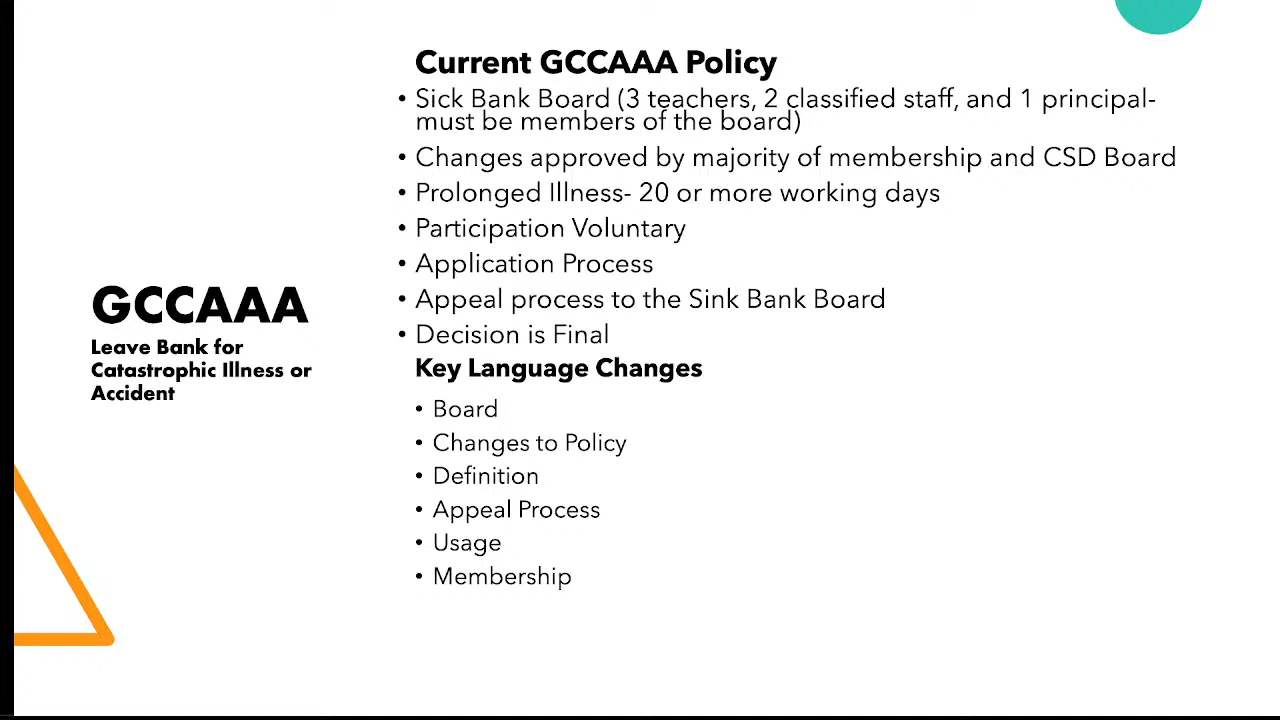 GCCAAA
Leave Bank for
Catastrophic Illness or
Accident
Current GCCAAA Policy
• Sick Bank Board (3 teachers, 2 classified staff, and 1 principal-
must be members of the board)
• Changes approved by majority of membership and CSD Board
• Prolonged Illness- 20 or more working days
• Participation Voluntary
• Application Process
• Appeal process to the Sink Bank Board
• Decision is Final
Key Language Changes
• Board
• Changes to Policy
• Definition
• Appeal Process
• Usage
• Membership